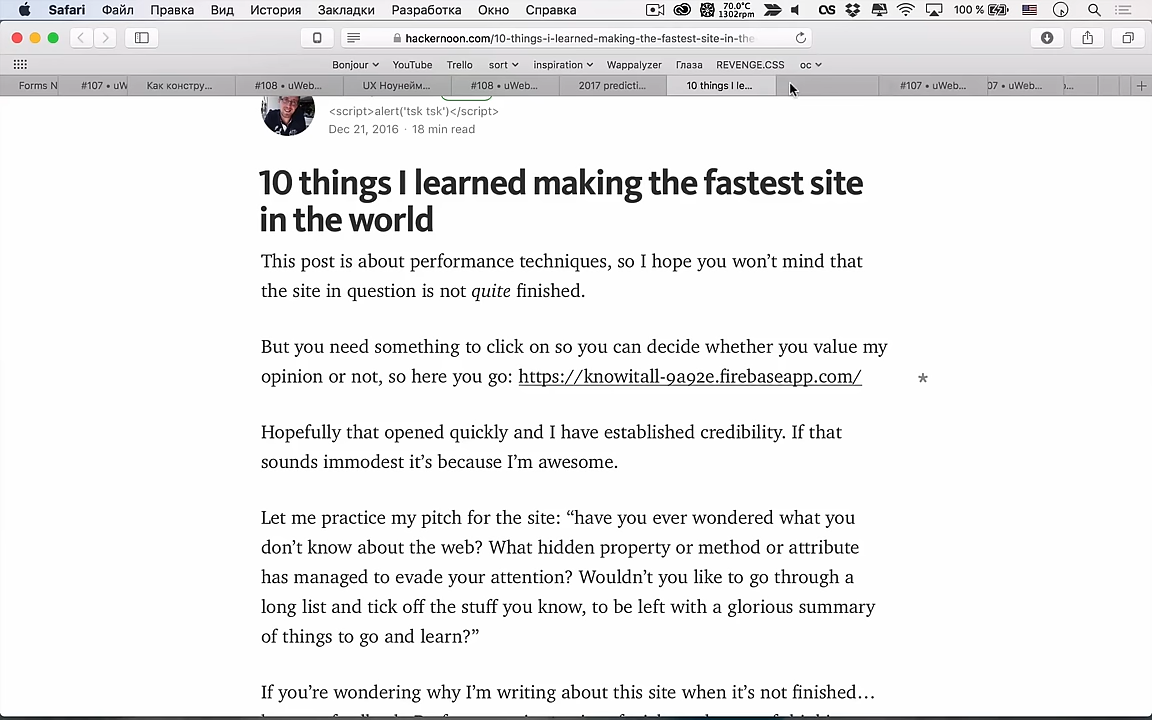 Safari Файл Правка Вид История Закладки Разработка Окно Справка 70.0°C 1302rpm 100 %
hackernoon.com/10-things-i-learned-making-the-fastest-site-in-the
Bonjour YouTube Trello sort inspiration Wappalyzer Глаза REVENGE.CSS ос
Forms N #107 • uW Как констру... #108 • uWeb... UX Ноунейм... #108 • uWeb... 2017 predicti... 10 things I le... #107 • uWeb... 07 • uWeb...
<script>alert('tsk tsk')</script>
Dec 21, 2016 · 18 min read
10 things I learned making the fastest site
in the world
This post is about performance techniques, so I hope you won’t mind that
the site in question is not quite finished.
But you need something to click on so you can decide whether you value my
opinion or not, so here you go: https://knowitall-9a92e.firebaseapp.com/ *
Hopefully that opened quickly and I have established credibility. If that
sounds immodest it’s because I’m awesome.
Let me practice my pitch for the site: “have you ever wondered what you
don’t know about the web? What hidden property or method or attribute
has managed to evade your attention? Wouldn’t you like to go through a
long list and tick off the stuff you know, to be left with a glorious summary
of things to go and learn?”
If you’re wondering why I’m writing about this site when it’s not finished…